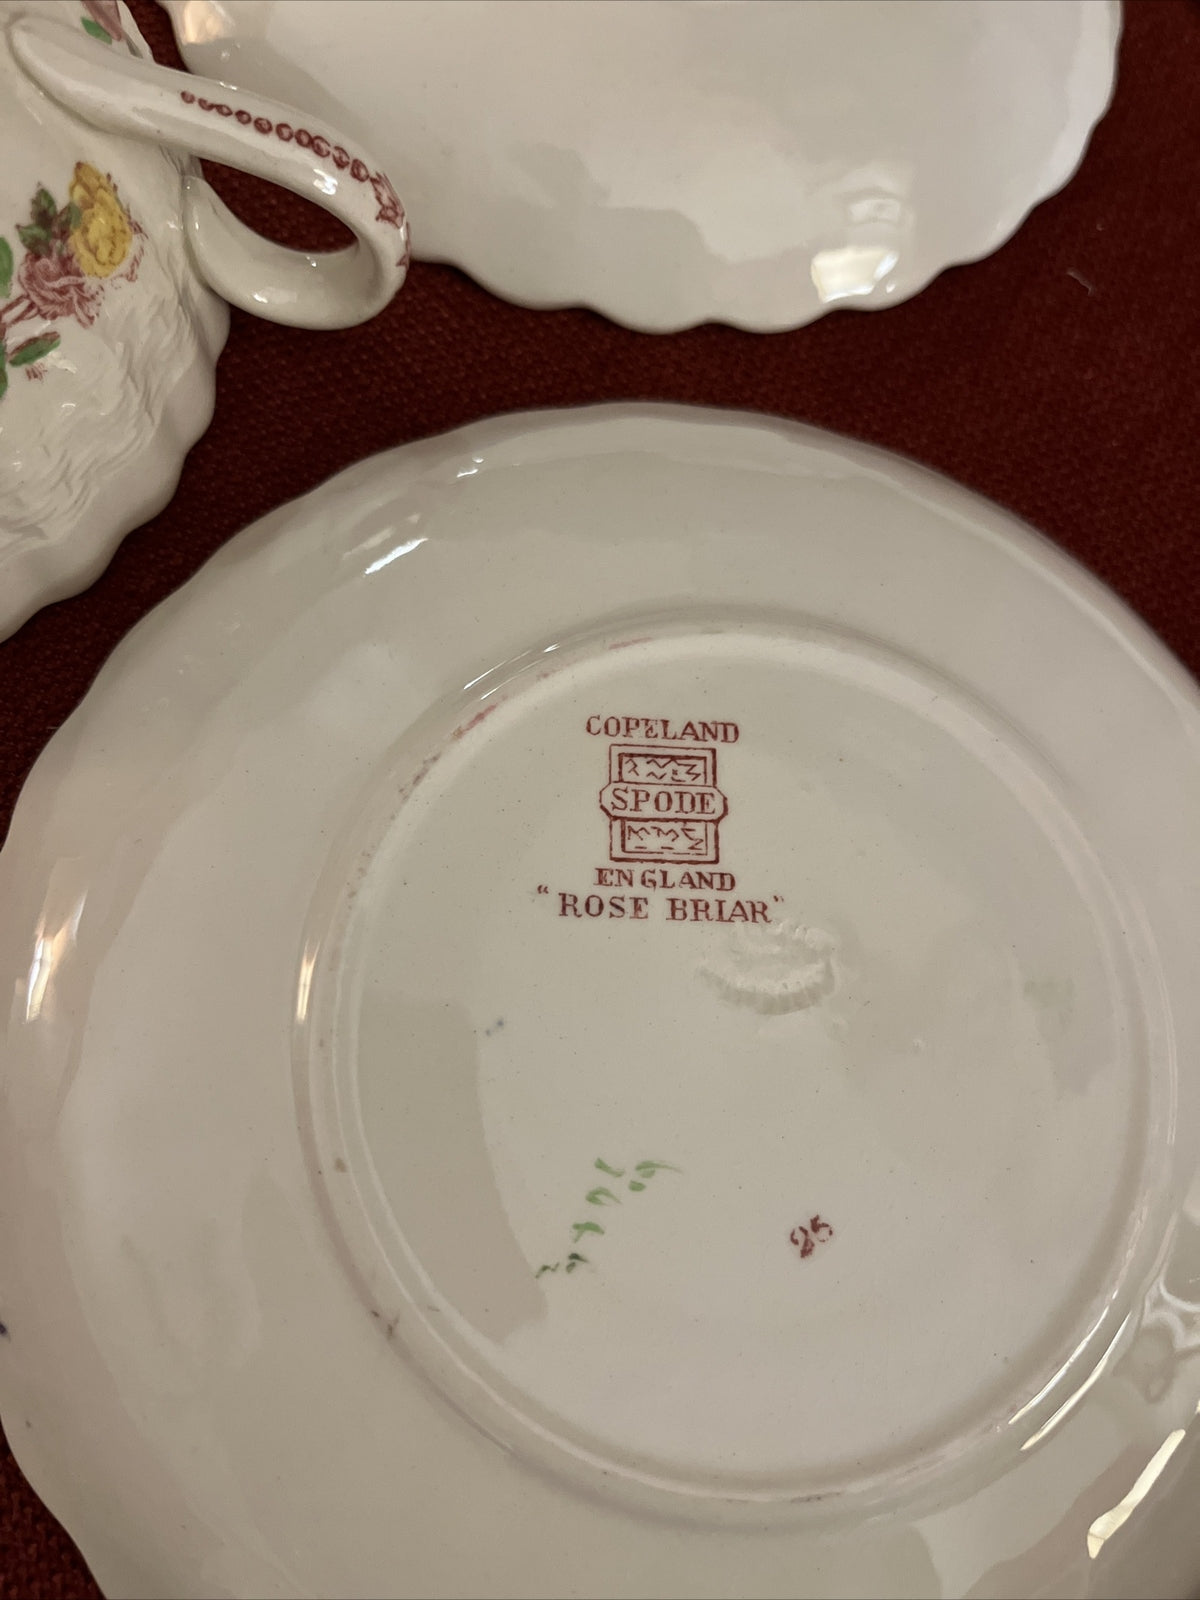 COPELAND
SPODE
ENGLAND
"ROSE BRIAR"
25